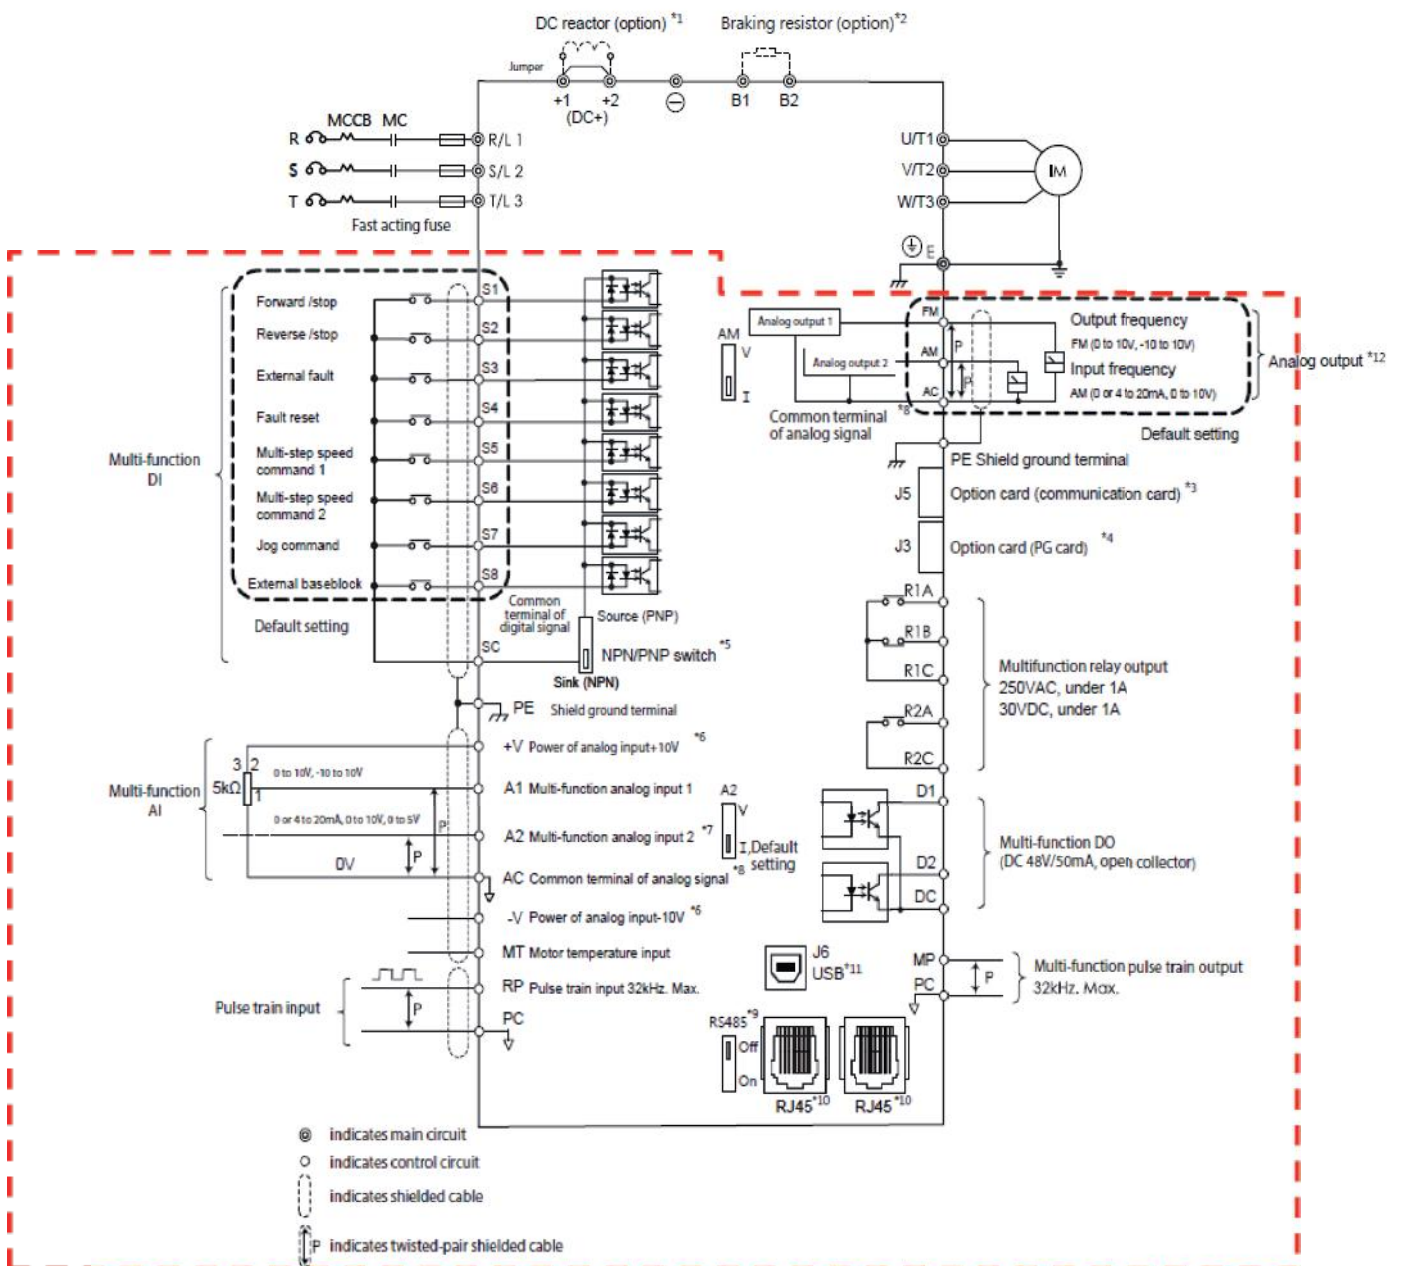 DC reactor (option) *1
Braking resistor (option)*2
Jumper
+1
+2
B1
B2
(DC+)
MCCB MC
R
R/L 1
S
S/L 2
T
T/L 3
Fast acting fuse
U/T1
V/T2
W/T3
IM
E
Multi-function
DI
Forward /stop
S1
Reverse /stop
S2
External fault
S3
Fault reset
S4
Multi-step speed
command 1
S5
Multi-step speed
command 2
S6
Jog command
S7
External baseblock
S8
Default setting
Common
terminal of
digital signal
Source (PNP)
SC
NPN/PNP switch *5
Sink (NPN)
PE
Shield ground terminal
Multi-function
AI
3
2
5kΩ
1
0 to 10V, -10 to 10V
0 or 4 to 20mA, 0 to 10V, 0 to 5V
0V
P
P
+V Power of analog input+10V *6
A1 Multi-function analog input 1
A2 Multi-function analog input 2 *7
AC Common terminal of analog signal *8
-V Power of analog input-10V *6
MT Motor temperature input
A2
V
I,Default
setting
Pulse train input
P
RP Pulse train input 32kHz. Max.
PC
AM
V
I
Analog output 1
Analog output 2
FM
AM
AC
P
P
*8
Common terminal
of analog signal
Output frequency
FM (0 to 10V, -10 to 10V)
Input frequency
AM (0 or 4 to 20mA, 0 to 10V)
Analog output *12
Default setting
PE Shield ground terminal
J5
Option card (communication card) *3
J3
Option card (PG card) *4
R1A
R1B
R1C
R2A
R2C
Multifunction relay output
250VAC, under 1A
30VDC, under 1A
D1
D2
DC
Multi-function DO
(DC 48V/50mA, open collector)
J6
USB*11
MP
PC
P
Multi-function pulse train output
32kHz. Max.
RS485*9
Off
On
RJ45*10
RJ45*10
indicates main circuit
indicates control circuit
indicates shielded cable
P indicates twisted-pair shielded cable